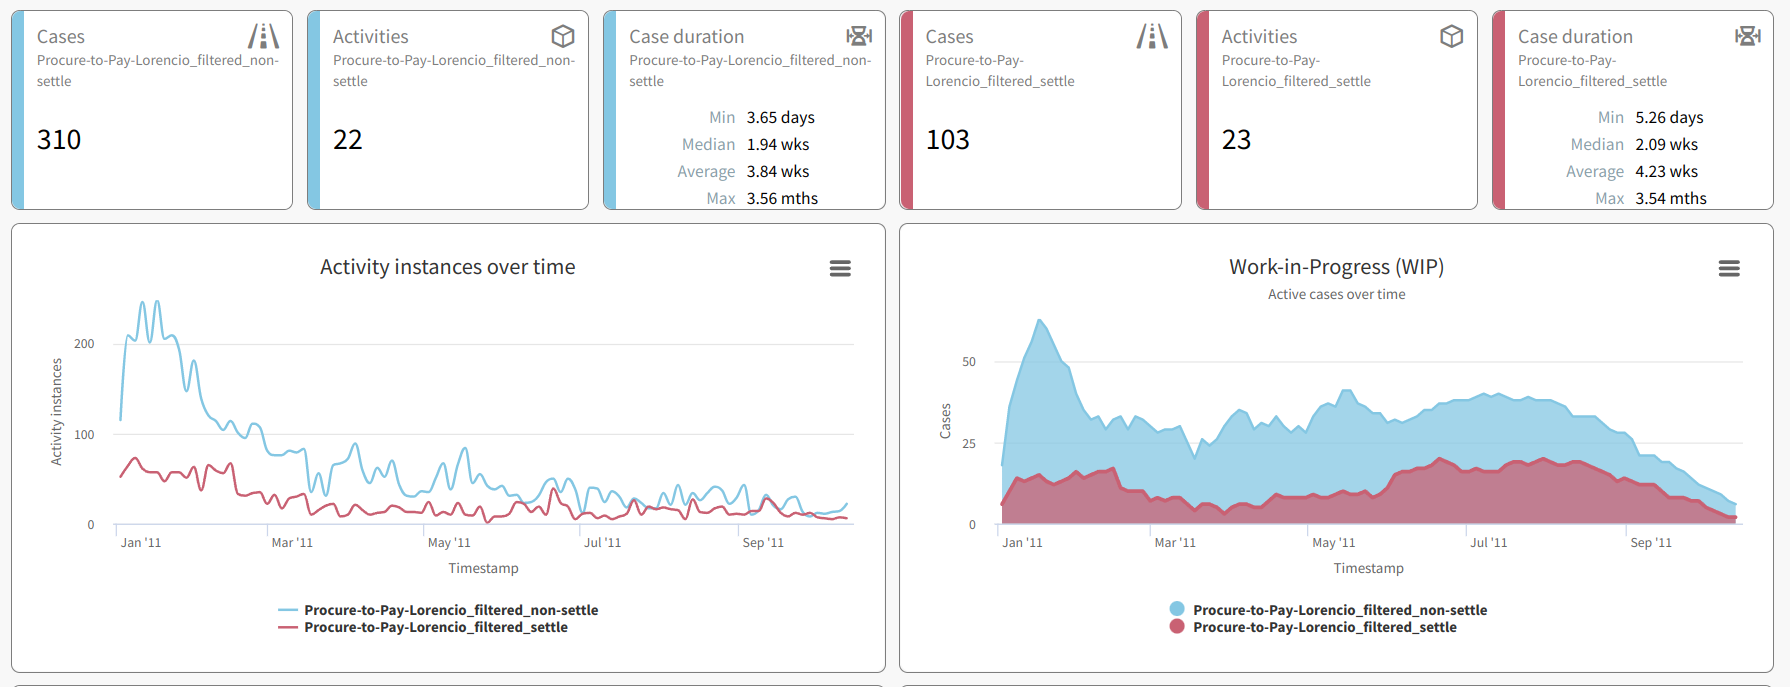 Cases
Procure-to-Pay-Lorencio_filtered_non-
settle
310
Activities
Procure-to-Pay-Lorencio_filtered_non-
settle
22
Case duration
Procure-to-Pay-Lorencio_filtered_non-
settle
Min 3.65 days
Median 1.94 wks
Average 3.84 wks
Max 3.56 mths
Cases
Procure-to-Pay-
Lorencio_filtered_settle
103
Activities
Procure-to-Pay-
Lorencio_filtered_settle
23
Case duration
Procure-to-Pay-
Lorencio_filtered_settle
Min 5.26 days
Median 2.09 wks
Average 4.23 wks
Max 3.54 mths
Activity instances over time
Activity instances
200
100
0
Jan '11 Mar '11 May '11 Jul '11 Sep '11
Timestamp
Procure-to-Pay-Lorencio_filtered_non-settle
Procure-to-Pay-Lorencio_filtered_settle
Work-in-Progress (WIP)
Active cases over time
Cases
50
25
0
Jan '11 Mar '11 May '11 Jul '11 Sep '11
Timestamp
Procure-to-Pay-Lorencio_filtered_non-settle
Procure-to-Pay-Lorencio_filtered_settle